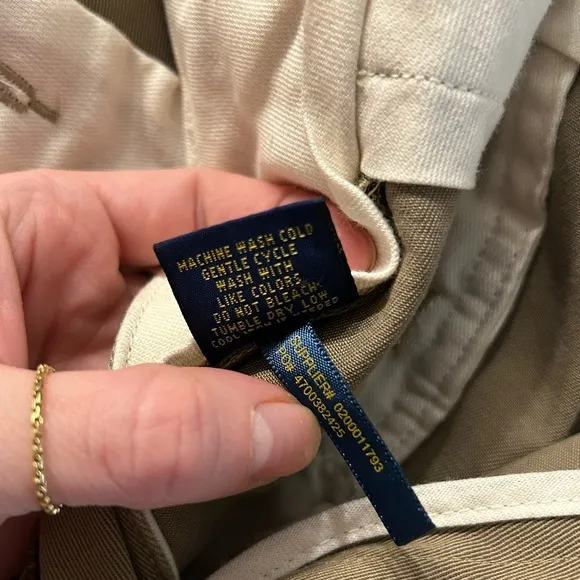 MACHINE WASH COLD
GENTLE CYCLE
WASH WITH
LIKE COLORS
DO NOT BLEACH
TUMBLE DRY LOW
COOL
SUPPLIER# 0200011793
PO# 4700382425